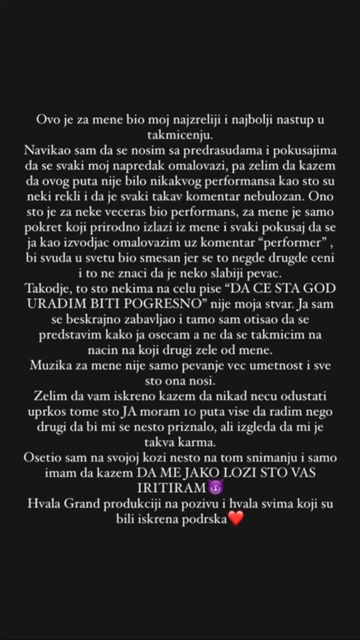 Ovo je za mene bio moj najzreliji i najbolji nastup u
takmicenju.
Navikao sam da se nosim sa predrasudama i pokusajima
da se svaki moj napredak omalovazi, pa zelim da kazem
da ovog puta nije bilo nikakvog performansa kao sto su
neki rekli i da je svaki takav komentar nebulozan. Ono
sto je za neke veceras bio performans, za mene je samo
pokret koji prirodno izlazi iz mene i svaki pokusaj da se
ja kao izvodjac omalovazim uz komentar “performer” ,
bi svuda u svetu bio smesan jer se to negde drugde ceni
i to ne znaci da je neko slabiji pevac.
Takodje, to sto nekima na celu pise “DA CE STA GOD
URADIM BITI POGRESNO” nije moja stvar. Ja sam
se beskrajno zabavljao i tamo sam otisao da se
predstavim kako ja osecam a ne da se takmicim na
nacin na koji drugi zele od mene.
Muzika za mene nije samo pevanje vec umetnost i sve
sto ona nosi.
Zelim da vam iskreno kazem da nikad necu odustati
uprkos tome sto JA moram 10 puta vise da radim nego
drugi da bi mi se nesto priznalo, ali izgleda da mi je
takva karma.
Osetio sam na svojoj kozi nesto na tom snimanju i samo
imam da kazem DA ME JAKO LOZI STO VAS
IRITIRAM😈
Hvala Grand produkciji na pozivu i hvala svima koji su
bili iskrena podrska❤️